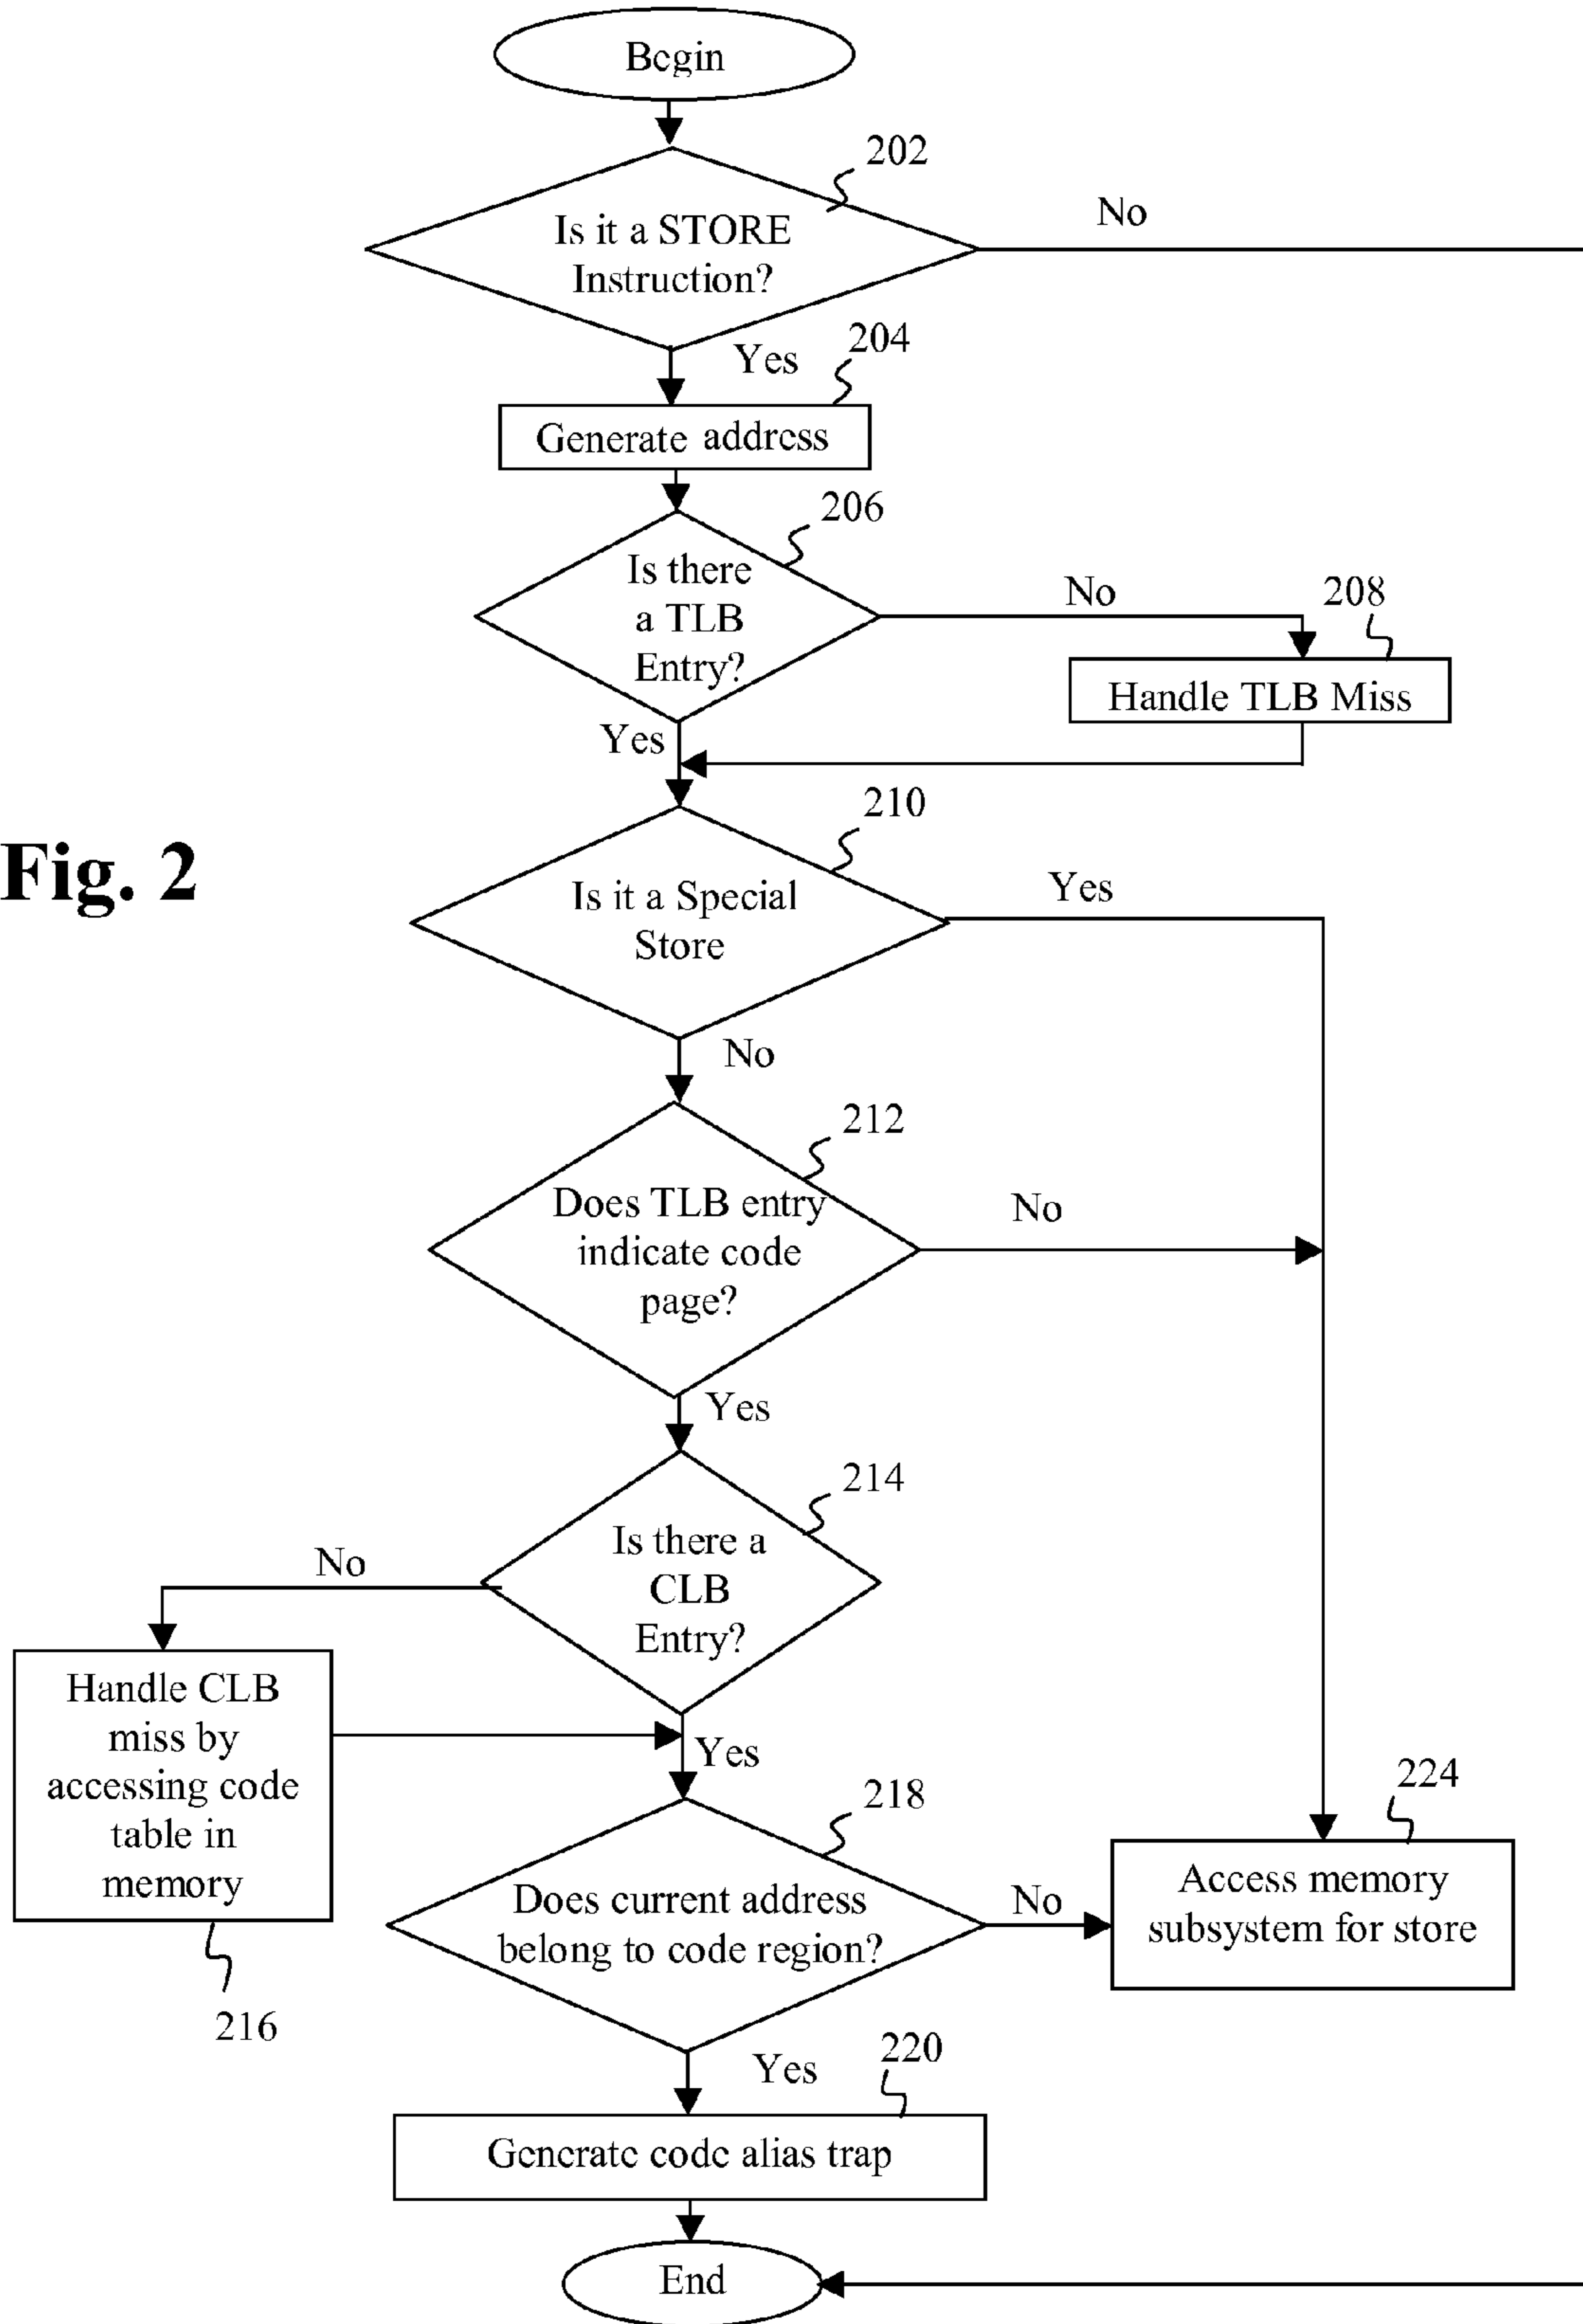 Begin
202
No
Is it a STORE
Instruction?
Yes
204
Generate address
206
Is there
a TLB
Entry?
No
208
Handle TLB Miss
Yes
210
Fig. 2
Is it a Special
Store
Yes
No
212
Does TLB entry
indicate code
page?
No
Yes
214
Is there a
CLB
Entry?
No
Handle CLB
miss by
accessing code
table in
memory
216
Yes
218
Does current address
belong to code region?
No
224
Access memory
subsystem for store
Yes
220
Generate code alias trap
End